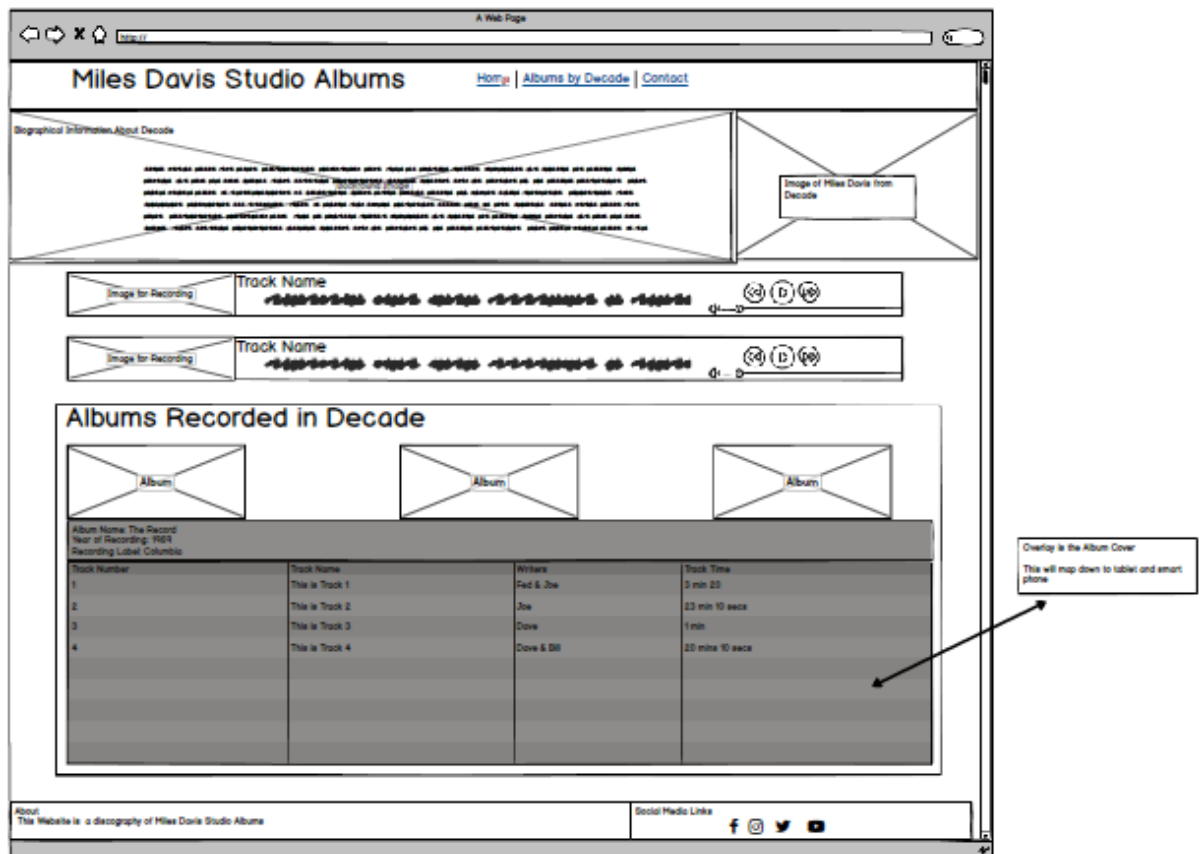 A Web Page
http://
Miles Davis Studio Albums
Home | Albums by Decade | Contact
Biographical Information About Decade
Background Image
Image of Miles Davis from
Decade
Image for Recording
Track Name
Image for Recording
Track Name
Albums Recorded in Decade
Album
Album
Album
Album Name: The Record
Year of Recording: 1969
Recording Label: Columbia
Track Number Track Name Writers Track Time
1 This is Track 1 Fed & Joe 3 min 20
2 This is Track 2 Joe 23 min 10 secs
3 This is Track 3 Dave 1 min
4 This is Track 4 Dave & Bill 20 mins 10 secs
Overlay is the Album Cover
This will map down to tablet and smart
phone
About
This Website is a discography of Miles Davis Studio Albums
Social Media Links